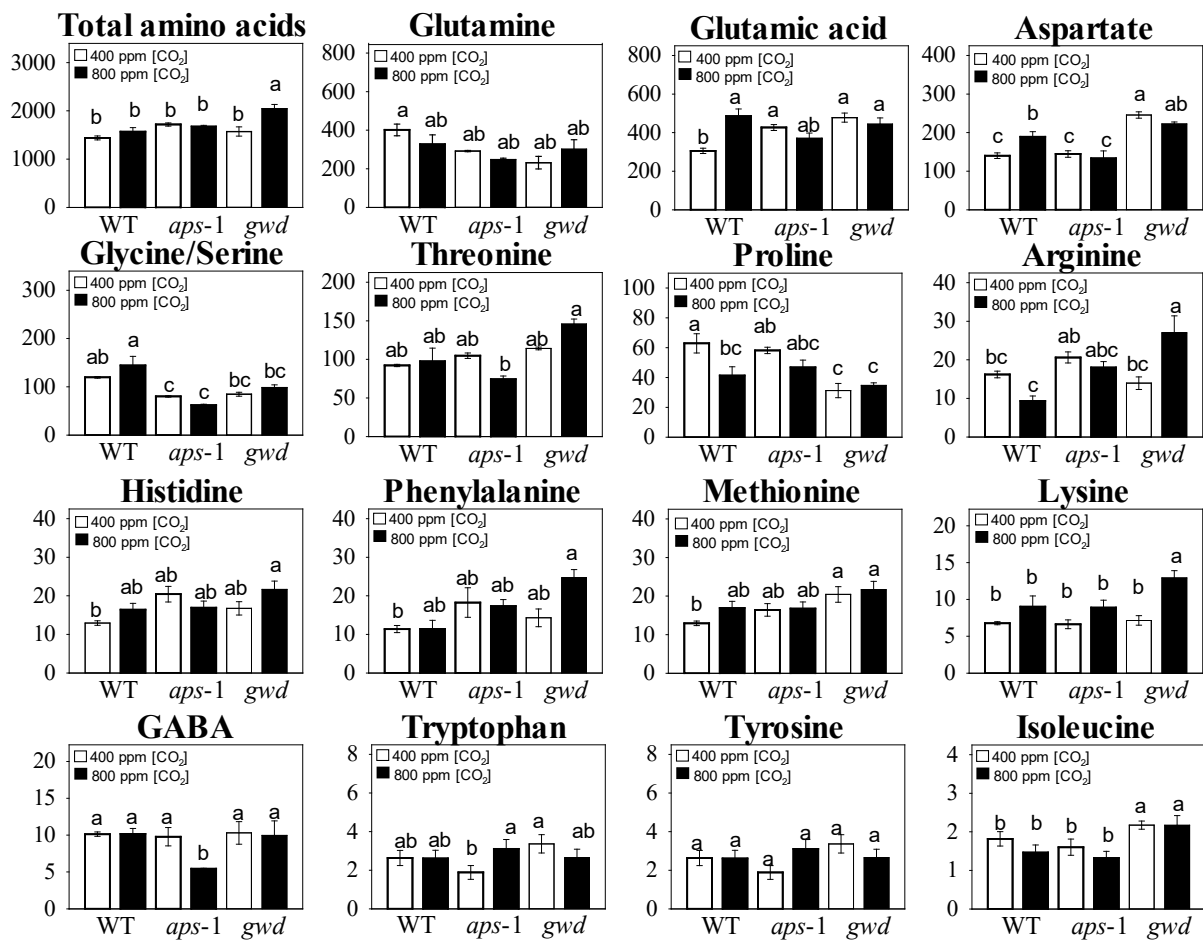 Total amino acids
3000
2000
1000
0
400 ppm [CO2]
800 ppm [CO2]
b b b b b a
WT aps-1 gwd
Glutamine
800
600
400
200
0
400 ppm [CO2]
800 ppm [CO2]
a ab ab ab ab ab
WT aps-1 gwd
Glutamic acid
800
600
400
200
0
400 ppm [CO2]
800 ppm [CO2]
b a a ab a a
WT aps-1 gwd
Aspartate
400
300
200
100
0
400 ppm [CO2]
800 ppm [CO2]
c b c c a ab
WT aps-1 gwd
Glycine/Serine
300
200
100
0
400 ppm [CO2]
800 ppm [CO2]
ab a c c bc bc
WT aps-1 gwd
Threonine
200
150
100
50
0
400 ppm [CO2]
800 ppm [CO2]
ab ab ab b ab a
WT aps-1 gwd
Proline
100
80
60
40
20
0
400 ppm [CO2]
800 ppm [CO2]
a bc ab abc c c
WT aps-1 gwd
Arginine
40
30
20
10
0
400 ppm [CO2]
800 ppm [CO2]
bc c ab abc bc a
WT aps-1 gwd
Histidine
40
30
20
10
0
400 ppm [CO2]
800 ppm [CO2]
b ab ab ab ab a
WT aps-1 gwd
Phenylalanine
40
30
20
10
0
400 ppm [CO2]
800 ppm [CO2]
b ab ab ab ab a
WT aps-1 gwd
Methionine
40
30
20
10
0
400 ppm [CO2]
800 ppm [CO2]
b ab ab ab a a
WT aps-1 gwd
Lysine
20
15
10
5
0
400 ppm [CO2]
800 ppm [CO2]
b b b b b a
WT aps-1 gwd
GABA
20
15
10
5
0
400 ppm [CO2]
800 ppm [CO2]
a a a b a a
WT aps-1 gwd
Tryptophan
8
6
4
2
0
400 ppm [CO2]
800 ppm [CO2]
ab ab b a a ab
WT aps-1 gwd
Tyrosine
8
6
4
2
0
400 ppm [CO2]
800 ppm [CO2]
a a a a a a
WT aps-1 gwd
Isoleucine
4
3
2
1
0
400 ppm [CO2]
800 ppm [CO2]
b b b b a a
WT aps-1 gwd